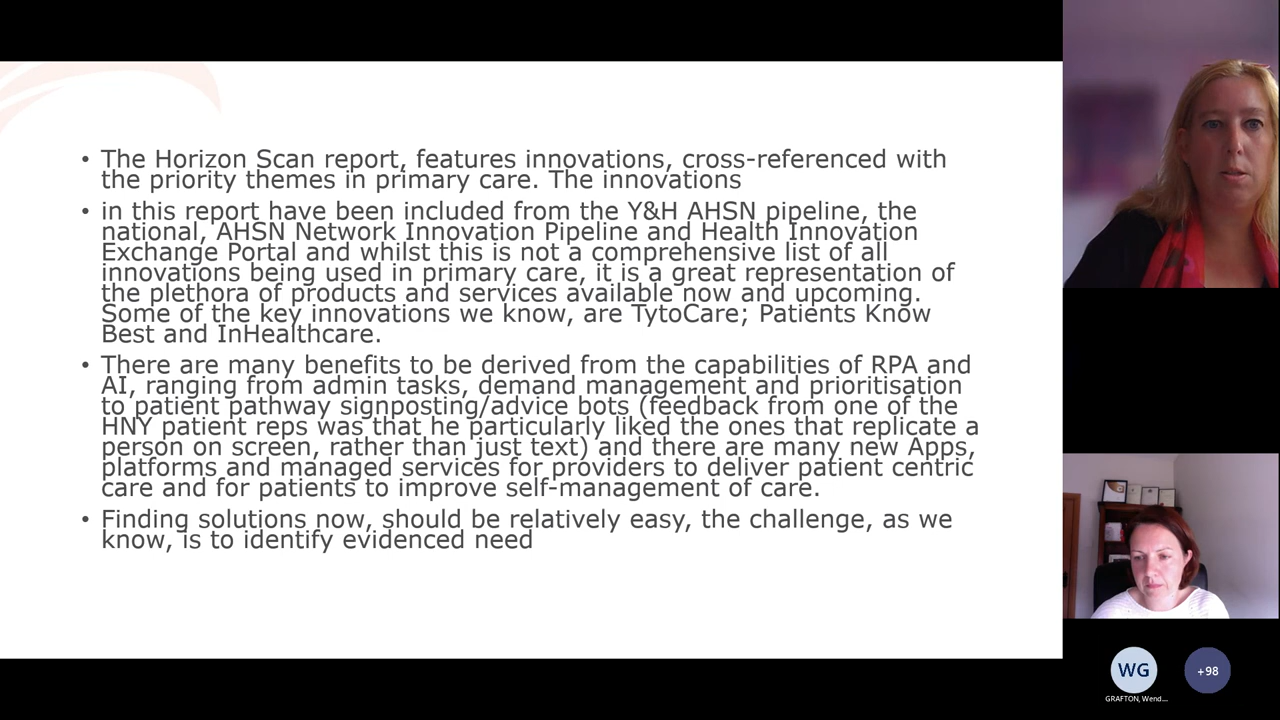 • The Horizon Scan report, features innovations, cross-referenced with
the priority themes in primary care. The innovations
• in this report have been included from the Y&H AHSN pipeline, the
national, AHSN Network Innovation Pipeline and Health Innovation
Exchange Portal and whilst this is not a comprehensive list of all
innovations being used in primary care, it is a great representation of
the plethora of products and services available now and upcoming.
Some of the key innovations we know, are TytoCare; Patients Know
Best and InHealthcare.
• There are many benefits to be derived from the capabilities of RPA and
AI, ranging from admin tasks, demand management and prioritisation
to patient pathway signposting/advice bots (feedback from one of the
HNY patient reps was that he particularly liked the ones that replicate a
person on screen, rather than just text) and there are many new Apps,
platforms and managed services for providers to deliver patient centric
care and for patients to improve self-management of care.
• Finding solutions now, should be relatively easy, the challenge, as we
know, is to identify evidenced need
WG
+98
GRAFTON, Wend...